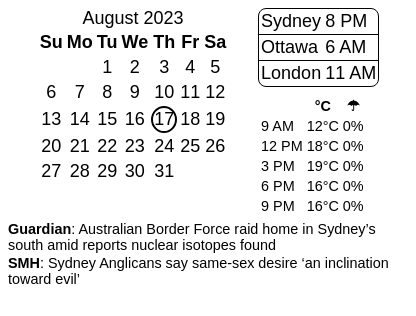 August 2023
Su Mo Tu We Th Fr Sa
1 2 3 4 5
6 7 8 9 10 11 12
13 14 15 16 17 18 19
20 21 22 23 24 25 26
27 28 29 30 31
Sydney 8 PM
Ottawa 6 AM
London 11 AM
°C ☂
9 AM 12°C 0%
12 PM 18°C 0%
3 PM 19°C 0%
6 PM 16°C 0%
9 PM 16°C 0%
Guardian: Australian Border Force raid home in Sydney’s
south amid reports nuclear isotopes found
SMH: Sydney Anglicans say same-sex desire ‘an inclination
toward evil’